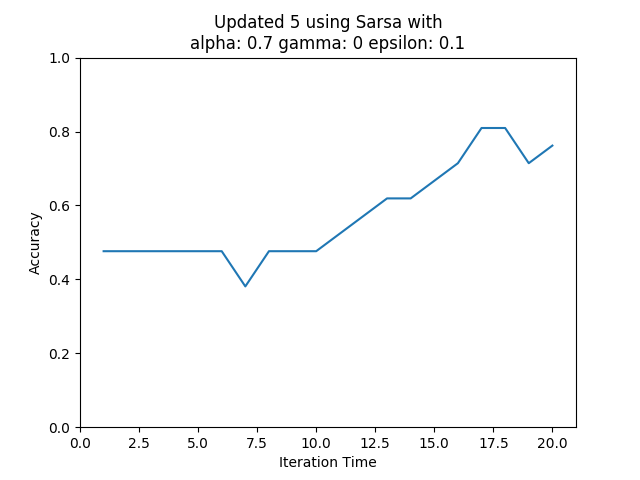 Updated 5 using Sarsa with
alpha: 0.7 gamma: 0 epsilon: 0.1
1.0
0.8
0.6
0.4
0.2
0.0
Accuracy
0.0 2.5 5.0 7.5 10.0 12.5 15.0 17.5 20.0
Iteration Time